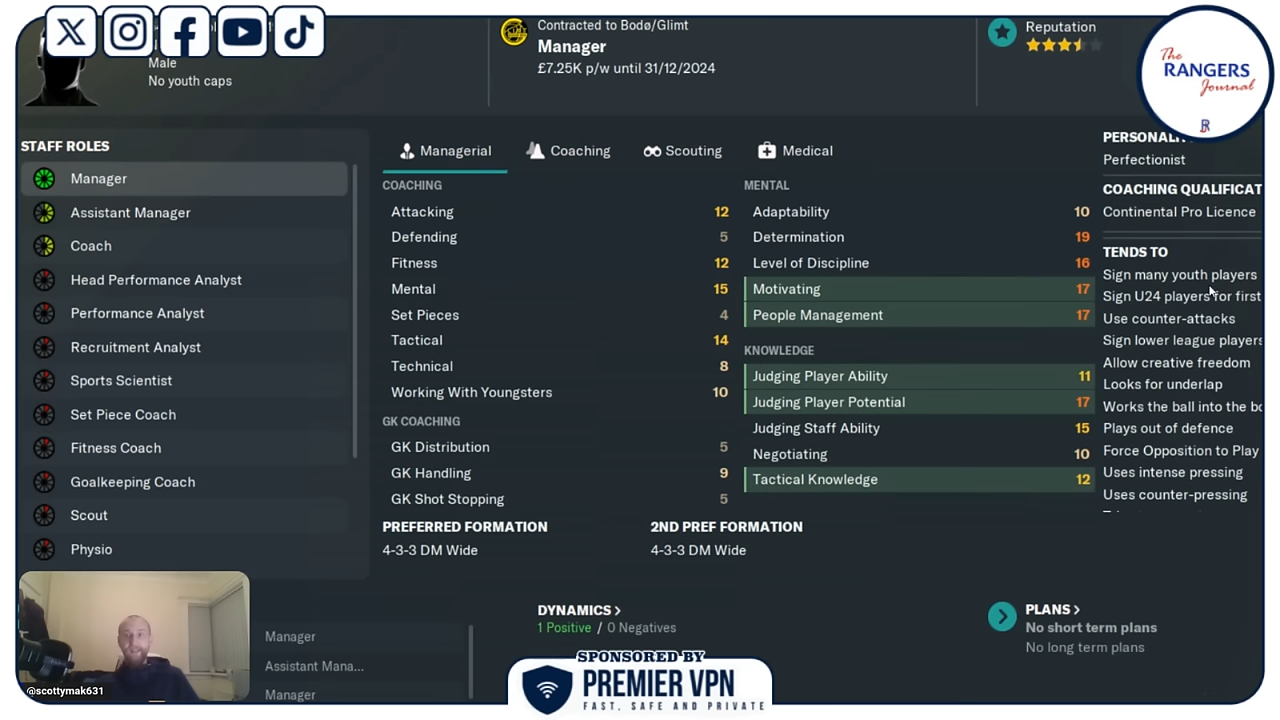 Male
No youth caps
Contracted to Bodø/Glimt
Manager
£7.25K p/w until 31/12/2024
Reputation
The
RANGERS
Journal
STAFF ROLES
Manager
Assistant Manager
Coach
Head Performance Analyst
Performance Analyst
Recruitment Analyst
Sports Scientist
Set Piece Coach
Fitness Coach
Goalkeeping Coach
Scout
Physio
Managerial
Coaching
Scouting
Medical
COACHING
Attacking 12
Defending 5
Fitness 12
Mental 15
Set Pieces 4
Tactical 14
Technical 8
Working With Youngsters 10
GK COACHING
GK Distribution 5
GK Handling 9
GK Shot Stopping 5
MENTAL
Adaptability 10
Determination 19
Level of Discipline 16
Motivating 17
People Management 17
KNOWLEDGE
Judging Player Ability 11
Judging Player Potential 17
Judging Staff Ability 15
Negotiating 10
Tactical Knowledge 12
PREFERRED FORMATION
4-3-3 DM Wide
2ND PREF FORMATION
4-3-3 DM Wide
PERSONALI
Perfectionist
COACHING QUALIFICAT
Continental Pro Licence
TENDS TO
Sign many youth players
Sign U24 players for first
Use counter-attacks
Sign lower league players
Allow creative freedom
Looks for underlap
Works the ball into the bo
Plays out of defence
Force Opposition to Play
Uses intense pressing
Uses counter-pressing
Manager
Assistant Mana...
Manager
DYNAMICS >
1 Positive / 0 Negatives
PLANS >
No short term plans
No long term plans
@scottymak631
SPONSORED BY
PREMIER VPN
FAST, SAFE AND PRIVATE